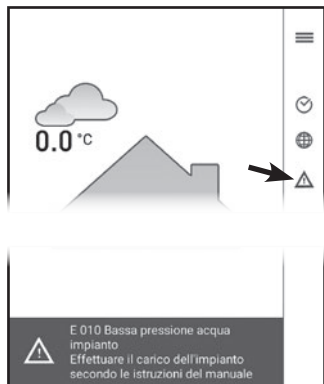 0.0 °C
E 010 Bassa pressione acqua
impianto
Effettuare il carico dell'impianto
secondo le istruzioni del manuale